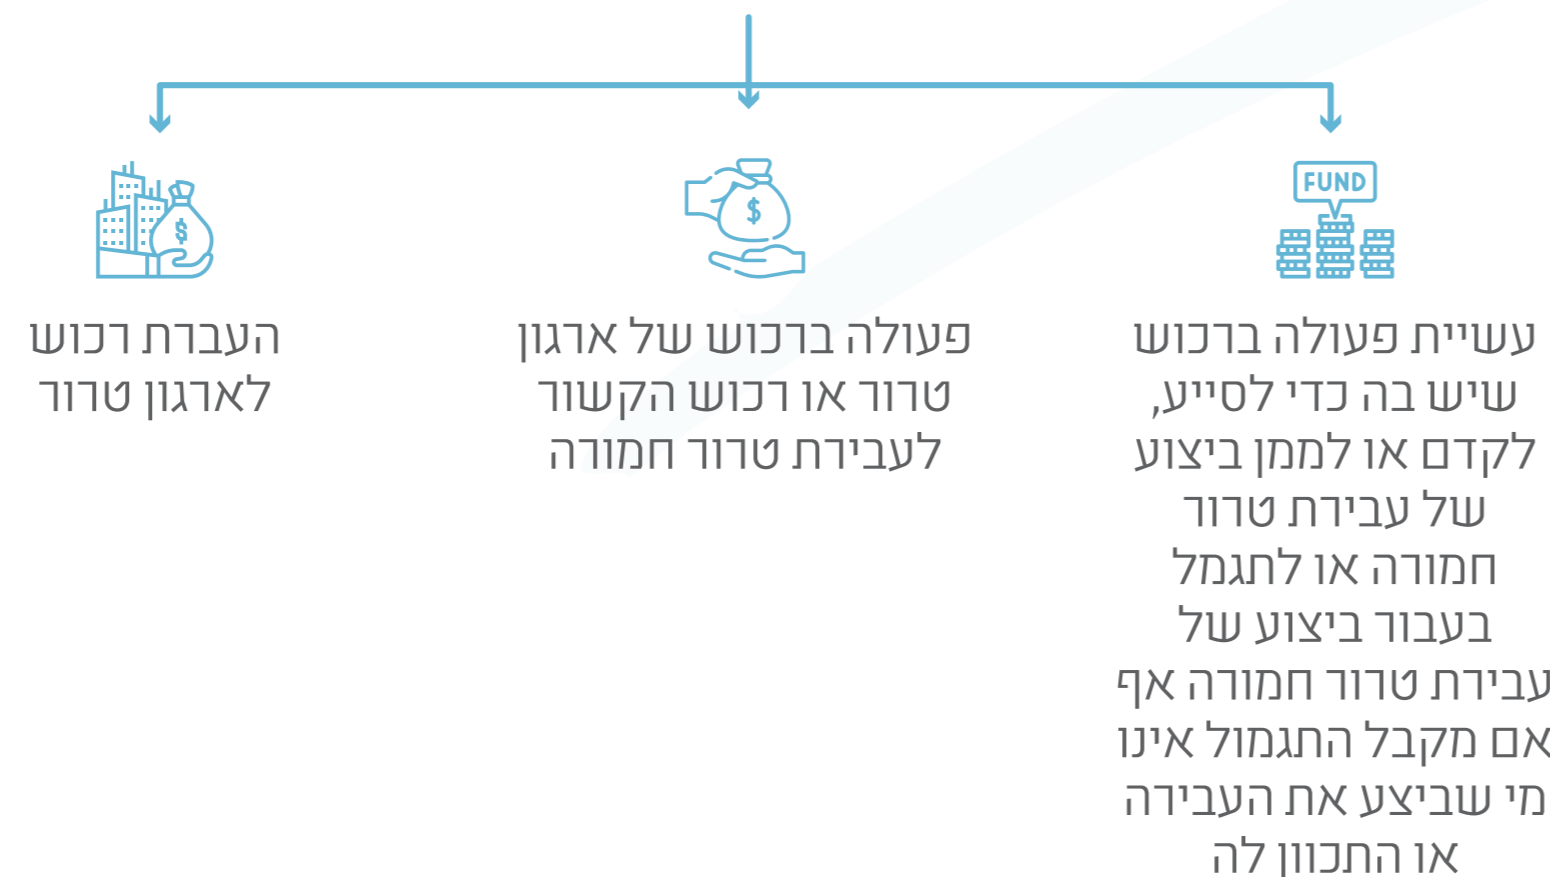 FUND
עשיית פעולה ברכוש
שיש בה כדי לסייע,
לקדם או לממן ביצוע
של עבירת טרור
חמורה או לתגמל
בעבור ביצוע של
עבירת טרור חמורה אף
אם מקבל התגמול אינו
מי שביצע את העבירה
או התכוון לה
$
פעולה ברכוש של ארגון
טרור או רכוש הקשור
לעבירת טרור חמורה
$
העברת רכוש
לארגון טרור